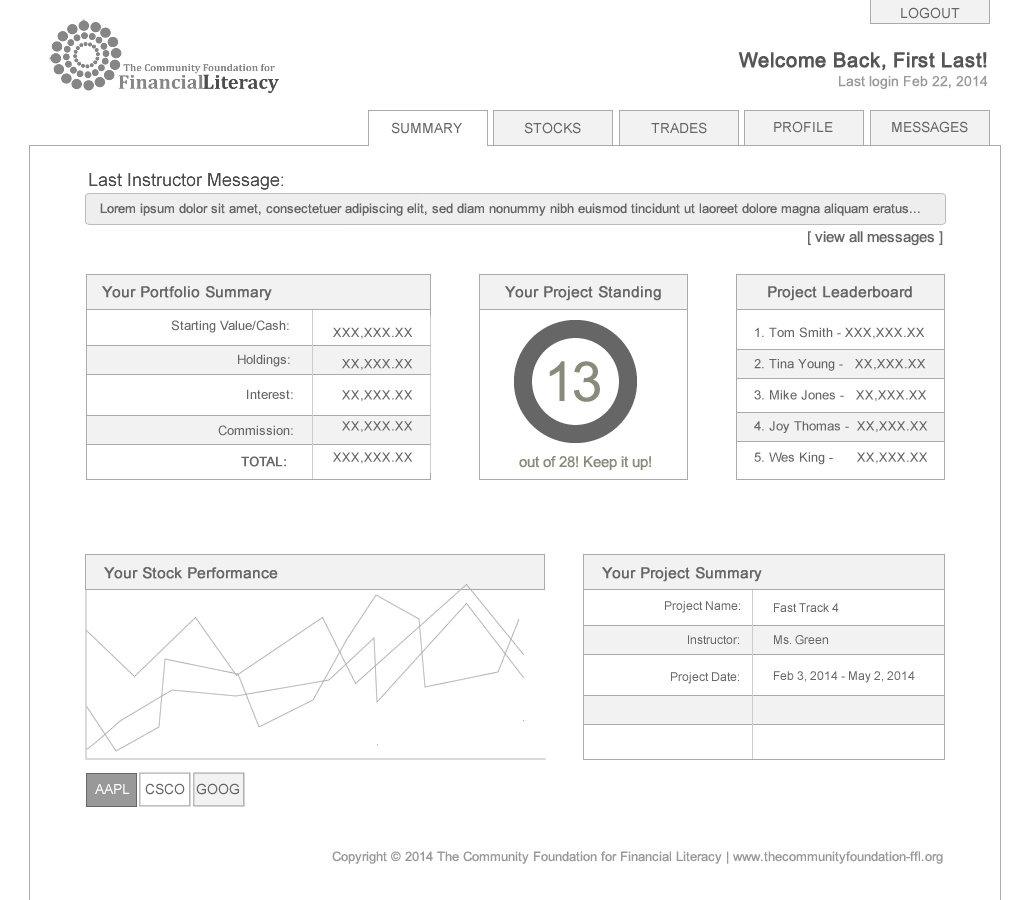 LOGOUT
The Community Foundation for
FinancialLiteracy
Welcome Back, First Last!
Last login Feb 22, 2014
SUMMARY
STOCKS
TRADES
PROFILE
MESSAGES
Last Instructor Message:
Lorem ipsum dolor sit amet, consectetuer adipiscing elit, sed diam nonummy nibh euismod tincidunt ut laoreet dolore magna aliquam eratus...
[ view all messages ]
Your Portfolio Summary
Starting Value/Cash: XXX,XXX.XX
Holdings: XX,XXX.XX
Interest: XX,XXX.XX
Commission: XX,XXX.XX
TOTAL: XXX,XXX.XX
Your Project Standing
13
out of 28! Keep it up!
Project Leaderboard
1. Tom Smith - XXX,XXX.XX
2. Tina Young - XX,XXX.XX
3. Mike Jones - XX,XXX.XX
4. Joy Thomas - XX,XXX.XX
5. Wes King - XX,XXX.XX
Your Stock Performance
AAPL
CSCO
GOOG
Your Project Summary
Project Name: Fast Track 4
Instructor: Ms. Green
Project Date: Feb 3, 2014 - May 2, 2014
Copyright © 2014 The Community Foundation for Financial Literacy | www.thecommunityfoundation-ffl.org